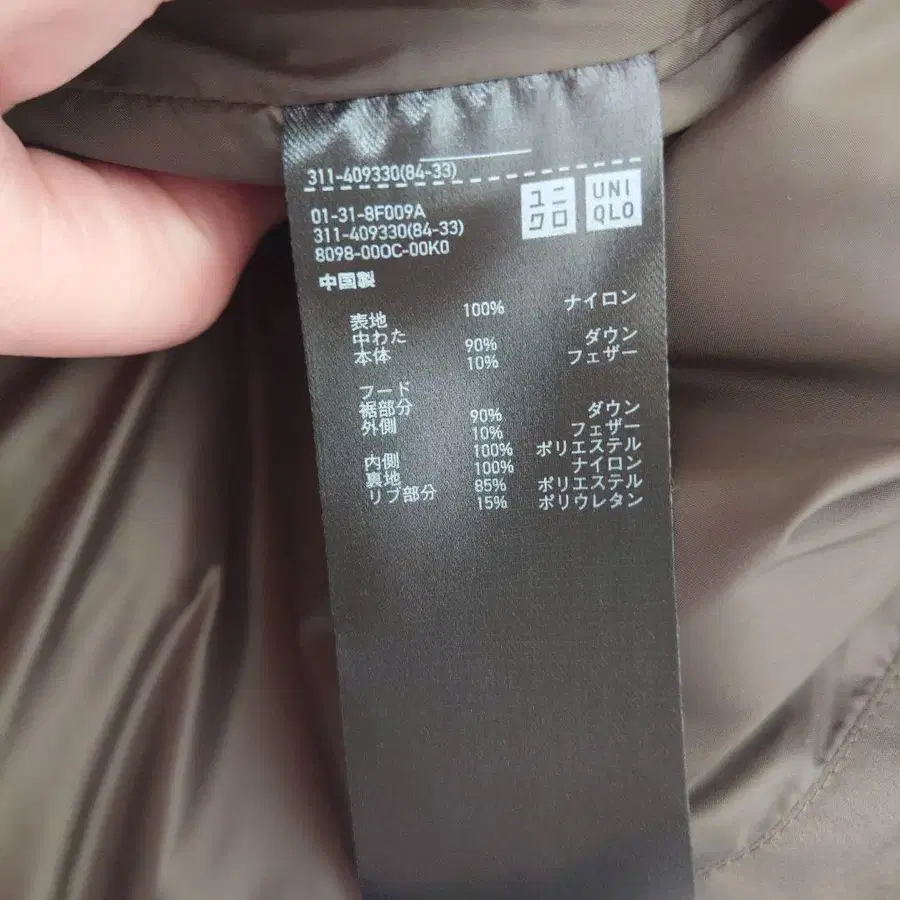 311-409330(84-33)
ユニ
クロ
UNI
QLO
01-31-8F009A
311-409330(84-33)
8098-000C-00K0
中国製
表地 100% ナイロン
中わた
本体 90% ダウン
10% フェザー
フード
裾部分
外側 90% ダウン
10% フェザー
内側 100% ポリエステル
裏地 100% ナイロン
リブ部分 85% ポリエステル
15% ポリウレタン